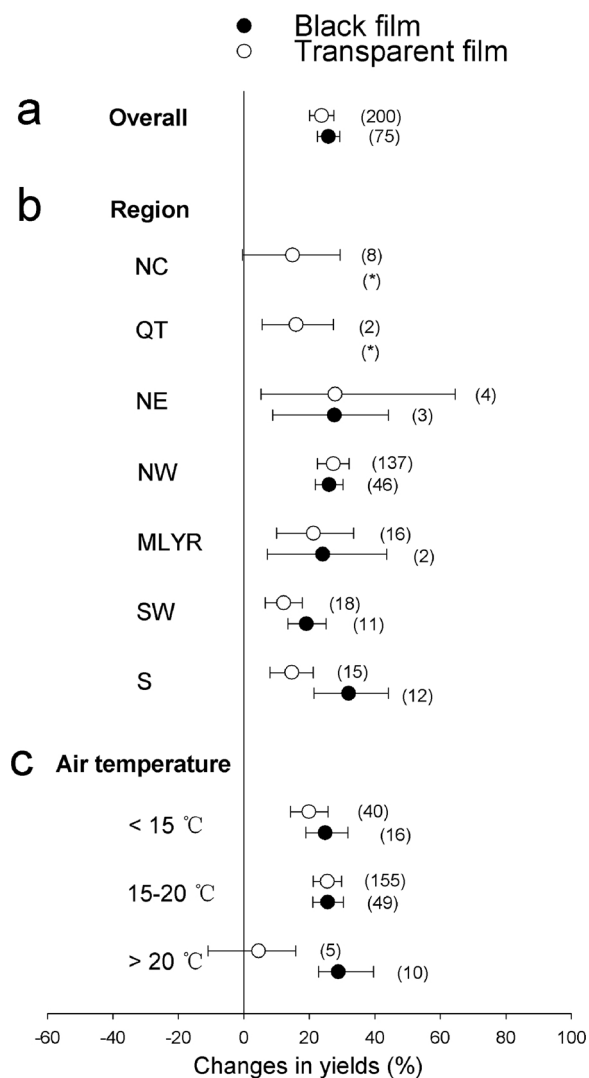 Black film
Transparent film
a Overall (200)
(75)
b Region
NC (8)
(*)
QT (2)
(*)
NE (4)
(3)
NW (137)
(46)
MLYR (16)
(2)
SW (18)
(11)
S (15)
(12)
c Air temperature
< 15 ℃ (40)
(16)
15-20 ℃ (155)
(49)
> 20 ℃ (5)
(10)
-60 -40 -20 0 20 40 60 80 100
Changes in yields (%)